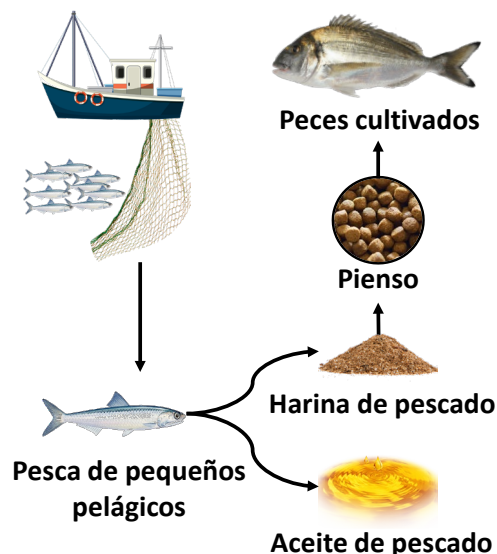 Peces cultivados
Pienso
Harina de pescado
Pesca de pequeños
pelágicos
Aceite de pescado